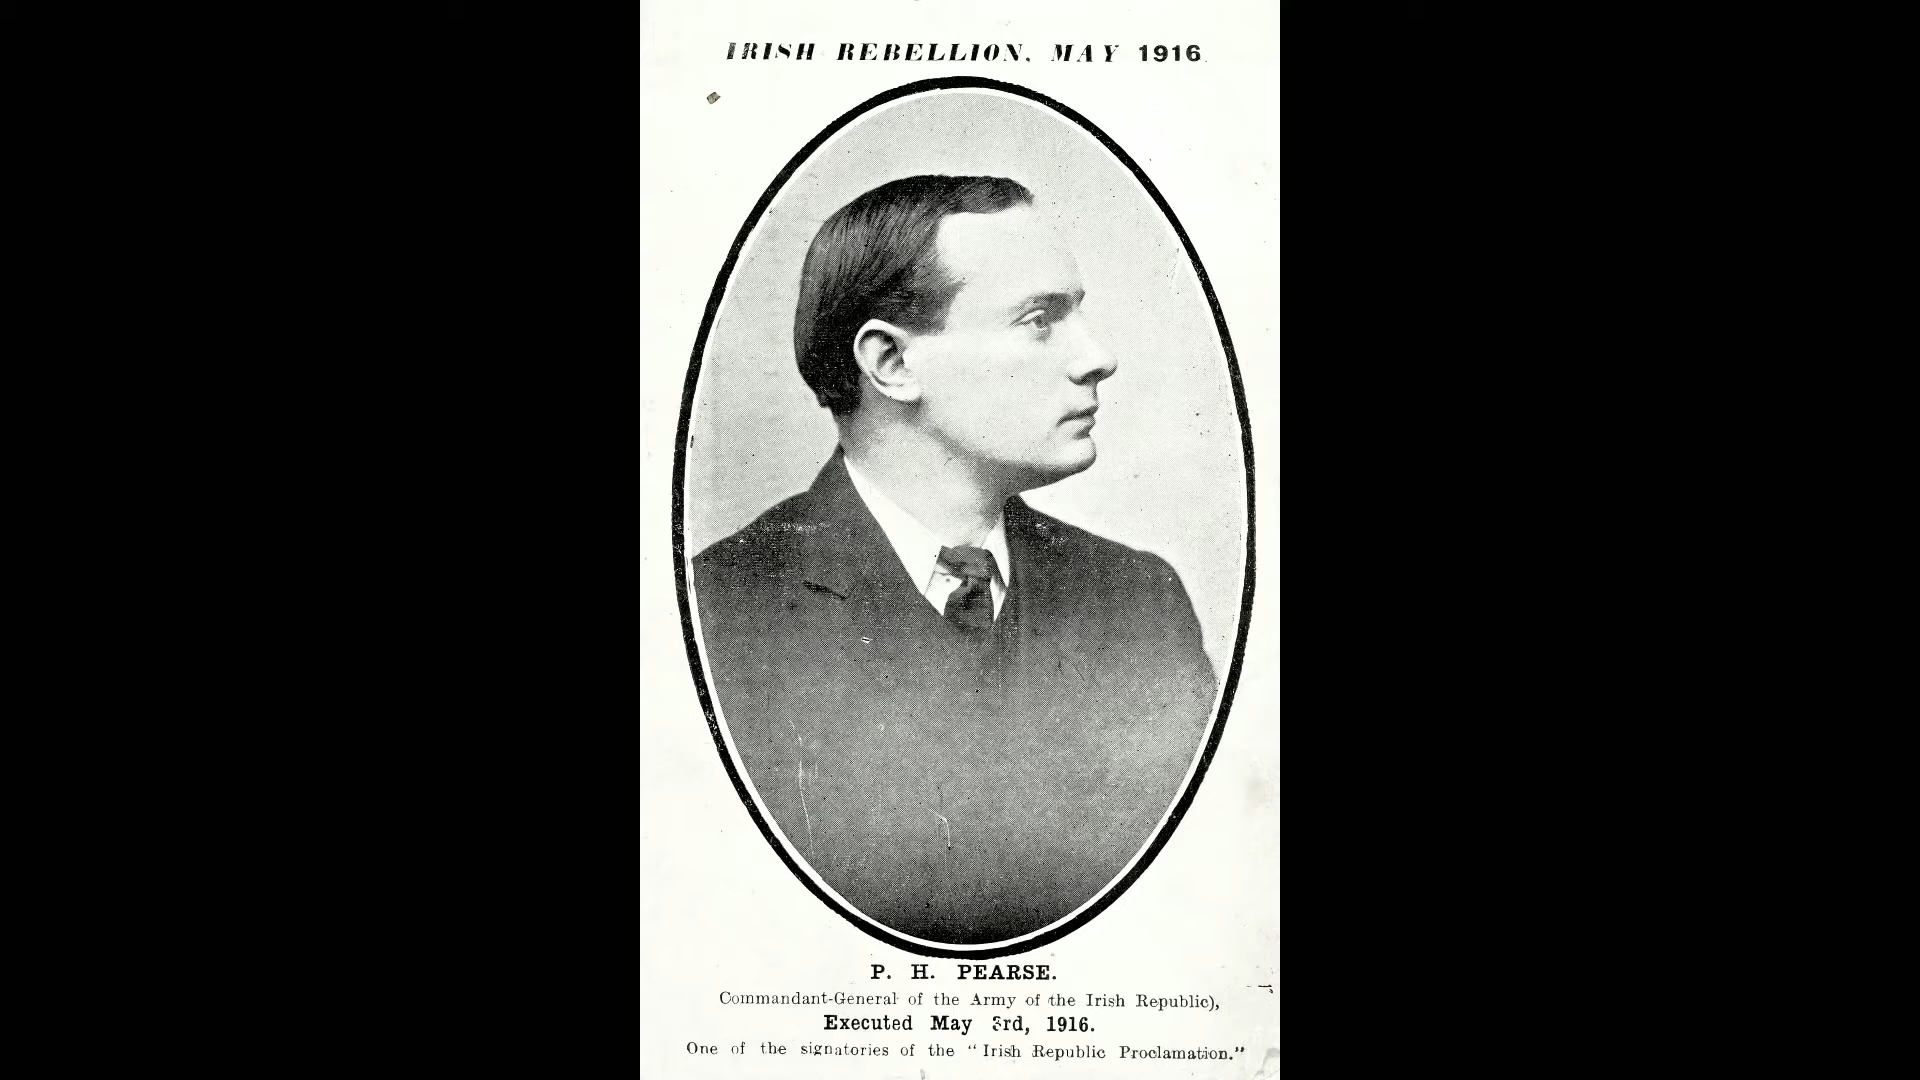 IRISH REBELLION, MAY 1916
P. H. PEARSE.
Commandant-General of the Army of the Irish Republic),
Executed May 3rd, 1916.
One of the signatories of the "Irish Republic Proclamation."